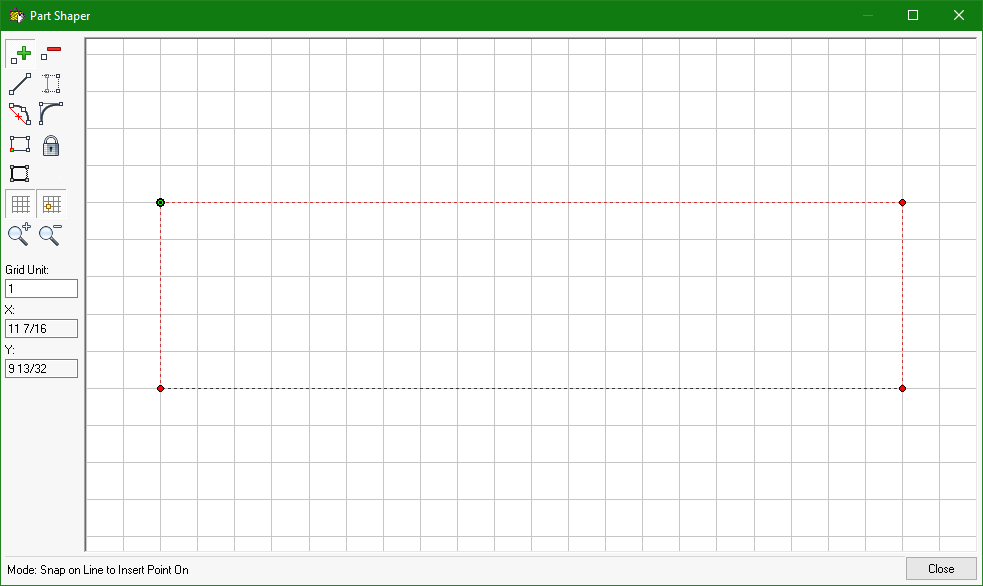 Part Shaper
Grid Unit:
1
X:
11 7/16
Y:
9 13/32
Mode: Snap on Line to Insert Point On
Close